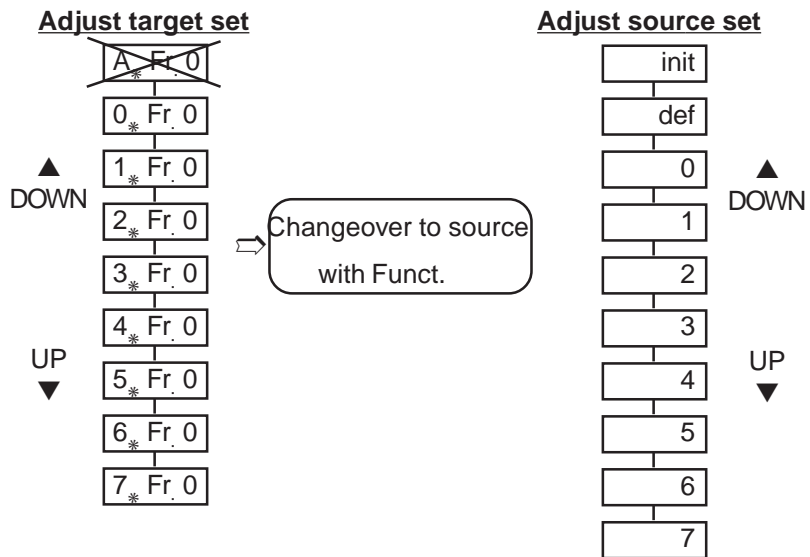 Adjust target set
A* Fr. 0
0* Fr. 0
1* Fr. 0
2* Fr. 0
3* Fr. 0
4* Fr. 0
5* Fr. 0
6* Fr. 0
7* Fr. 0
▲
DOWN
UP
▼
⇨
Changeover to source
with Funct.
Adjust source set
init
def
0
1
2
3
4
5
6
7
▲
DOWN
UP
▼